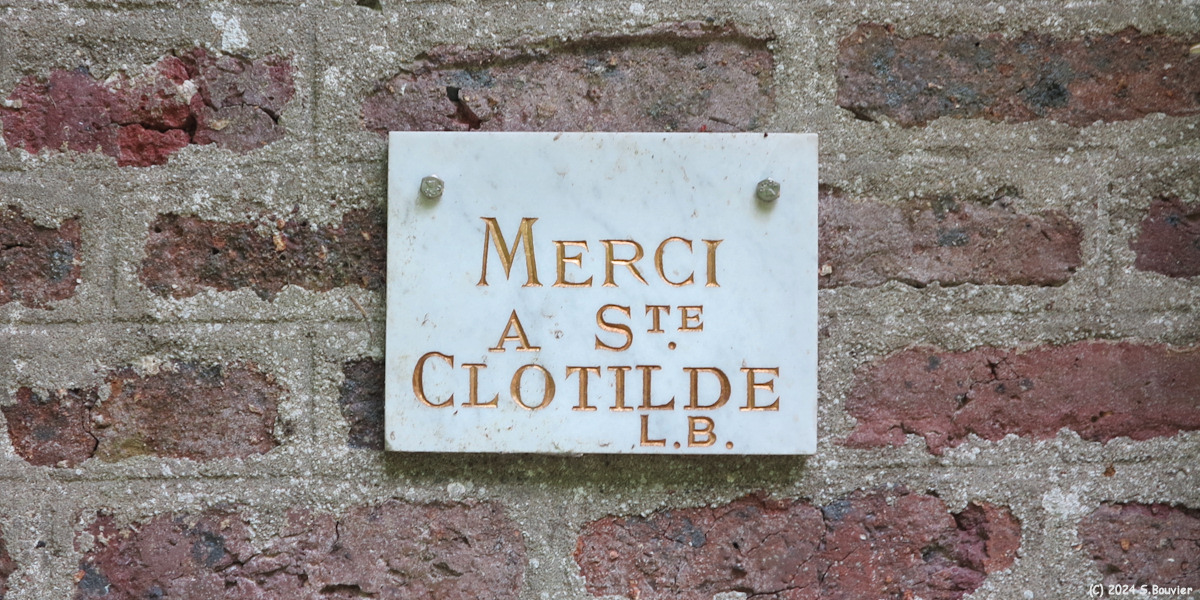 MERCI
A STE.
CLOTILDE
L.B.
(C) 2024 S.Bouvier